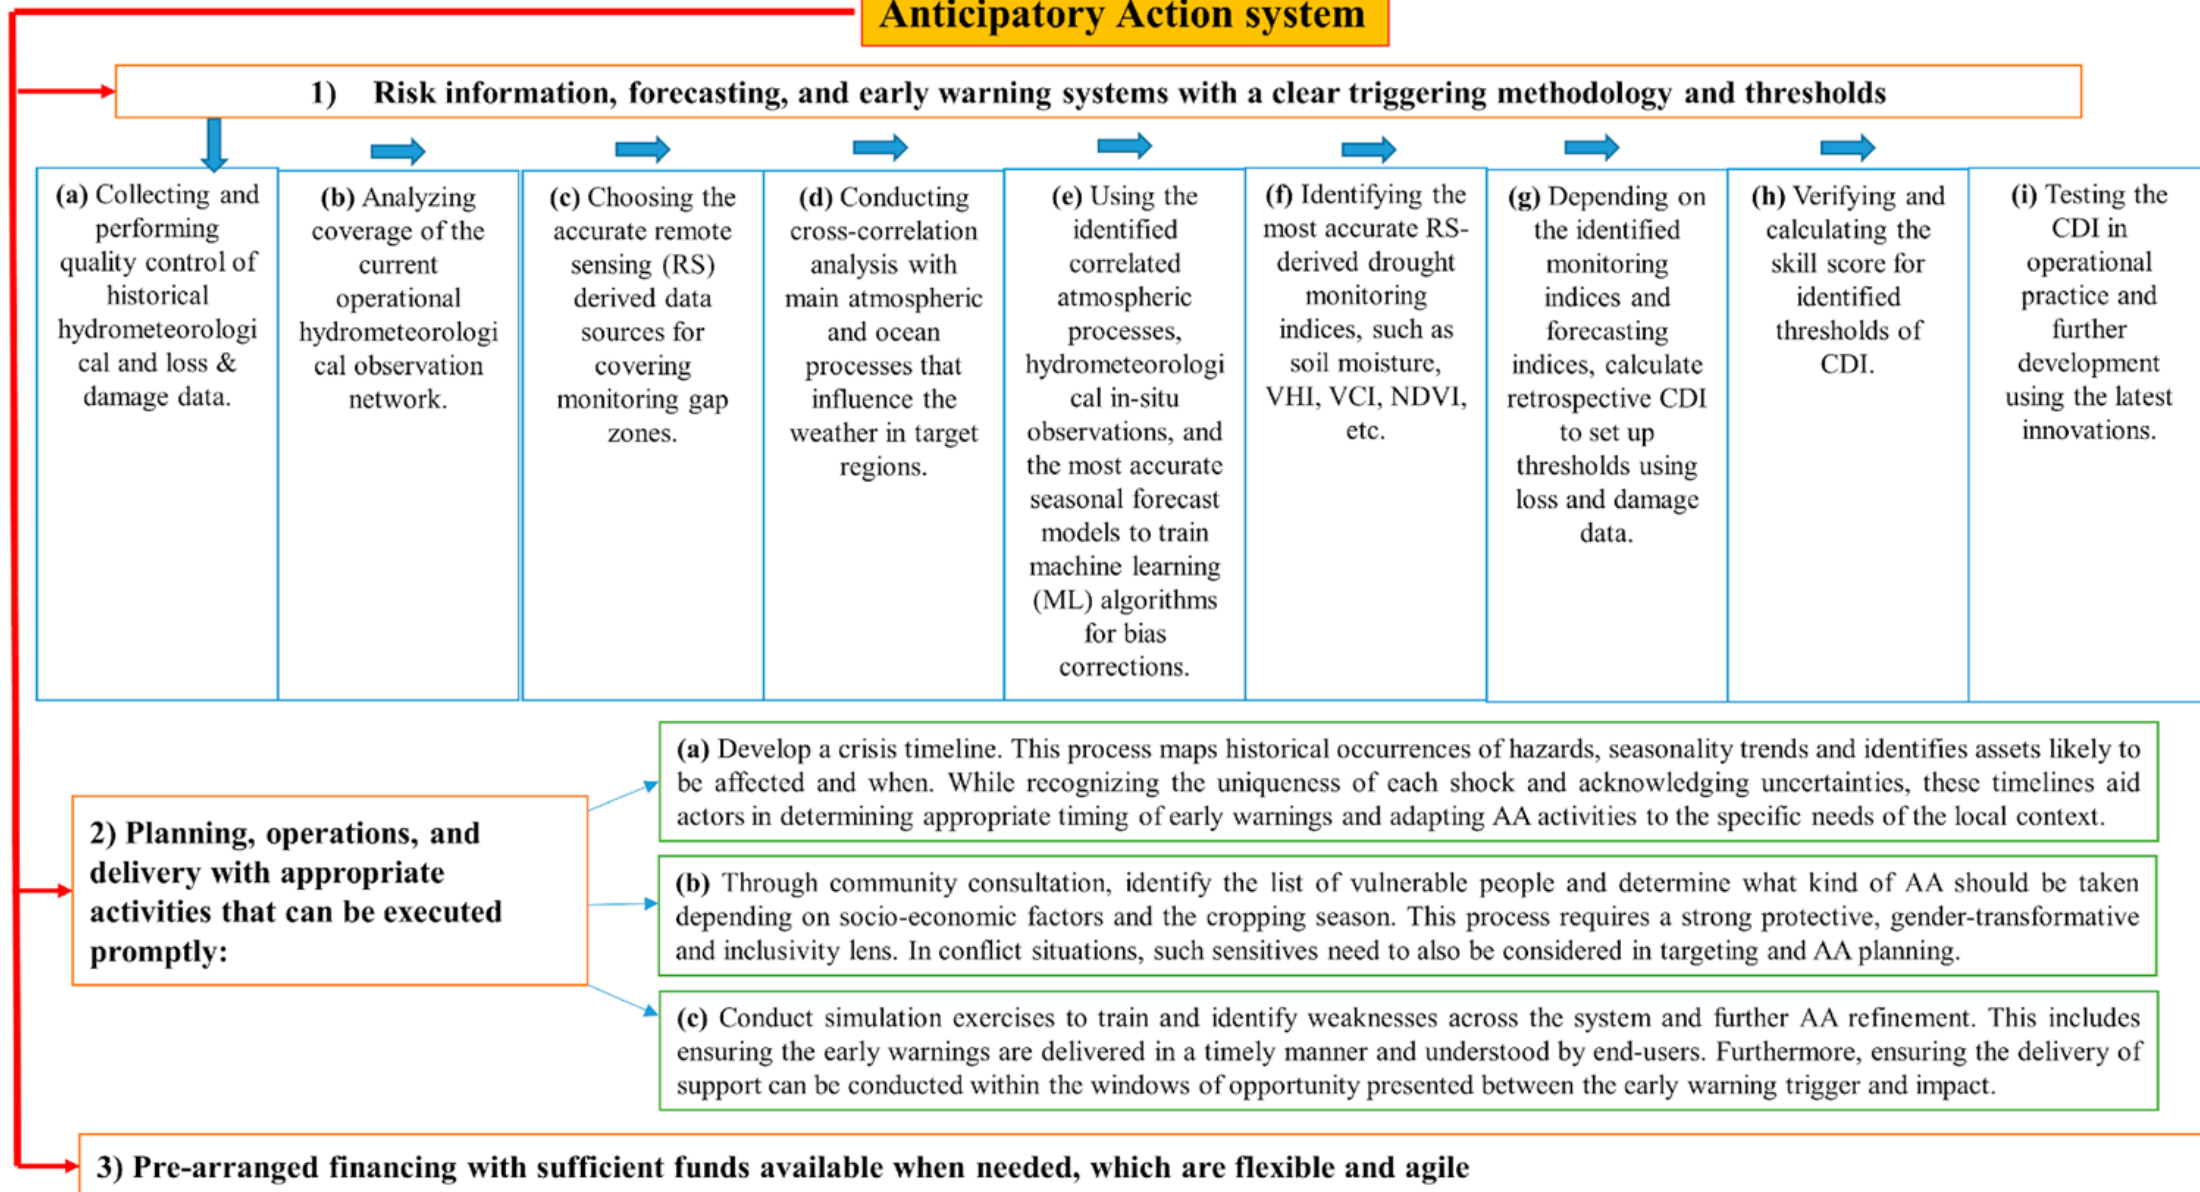 Anticipatory Action system
1) Risk information, forecasting, and early warning systems with a clear triggering methodology and thresholds
(a) Collecting and
performing
quality control of
historical
hydrometeorologi
cal and loss &
damage data.
(b) Analyzing
coverage of the
current
operational
hydrometeorologi
cal observation
network.
(c) Choosing the
accurate remote
sensing (RS)
derived data
sources for
covering
monitoring gap
zones.
(d) Conducting
cross-correlation
analysis with
main atmospheric
and ocean
processes that
influence the
weather in target
regions.
(e) Using the
identified
correlated
atmospheric
processes,
hydrometeorologi
cal in-situ
observations, and
the most accurate
seasonal forecast
models to train
machine learning
(ML) algorithms
for bias
corrections.
(f) Identifying the
most accurate RS-
derived drought
monitoring
indices, such as
soil moisture,
VHI, VCI, NDVI,
etc.
(g) Depending on
the identified
monitoring
indices and
forecasting
indices, calculate
retrospective CDI
to set up
thresholds using
loss and damage
data.
(h) Verifying and
calculating the
skill score for
identified
thresholds of
CDI.
(i) Testing the
CDI in
operational
practice and
further
development
using the latest
innovations.
2) Planning, operations, and
delivery with appropriate
activities that can be executed
promptly:
(a) Develop a crisis timeline. This process maps historical occurrences of hazards, seasonality trends and identifies assets likely to
be affected and when. While recognizing the uniqueness of each shock and acknowledging uncertainties, these timelines aid
actors in determining appropriate timing of early warnings and adapting AA activities to the specific needs of the local context.
(b) Through community consultation, identify the list of vulnerable people and determine what kind of AA should be taken
depending on socio-economic factors and the cropping season. This process requires a strong protective, gender-transformative
and inclusivity lens. In conflict situations, such sensitives need to also be considered in targeting and AA planning.
(c) Conduct simulation exercises to train and identify weaknesses across the system and further AA refinement. This includes
ensuring the early warnings are delivered in a timely manner and understood by end-users. Furthermore, ensuring the delivery of
support can be conducted within the windows of opportunity presented between the early warning trigger and impact.
3) Pre-arranged financing with sufficient funds available when needed, which are flexible and agile